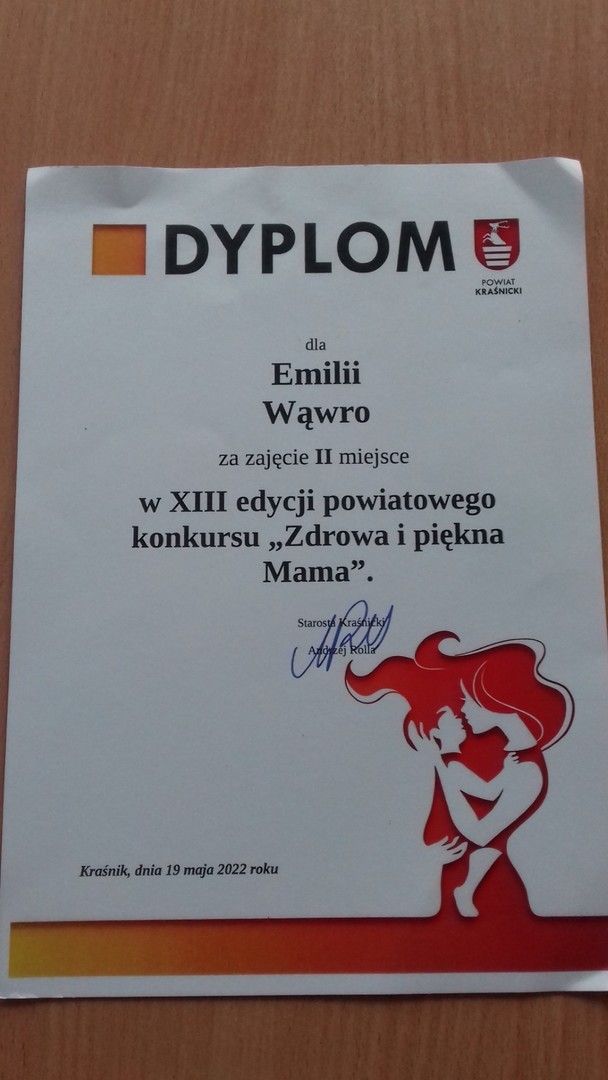 DYPLOM
POWIAT
KRAŚNICKI
dla
Emilii
Wąwro
za zajęcie II miejsce
w XIII edycji powiatowego
konkursu „Zdrowa i piękna
Mama”.
Starosta Kraśnicki
Andrzej Rolla
Kraśnik, dnia 19 maja 2022 roku